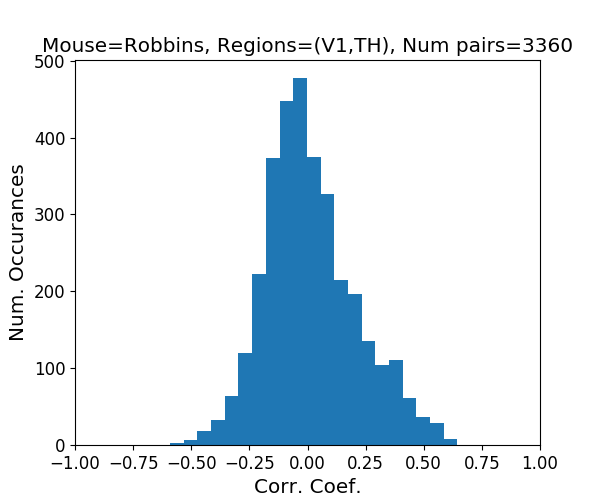 Mouse=Robbins, Regions=(V1,TH), Num pairs=3360
500
400
300
200
100
0
Num. Occurances
−1.00 −0.75 −0.50 −0.25 0.00 0.25 0.50 0.75 1.00
Corr. Coef.